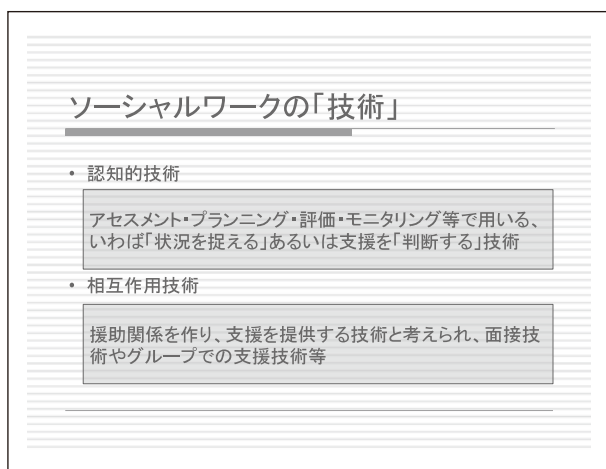 ソーシャルワークの「技術」
• 認知的技術
アセスメント・プランニング・評価・モニタリング等で用いる、
いわば「状況を捉える」あるいは支援を「判断する」技術
• 相互作用技術
援助関係を作り、支援を提供する技術と考えられ、面接技
術やグループでの支援技術等